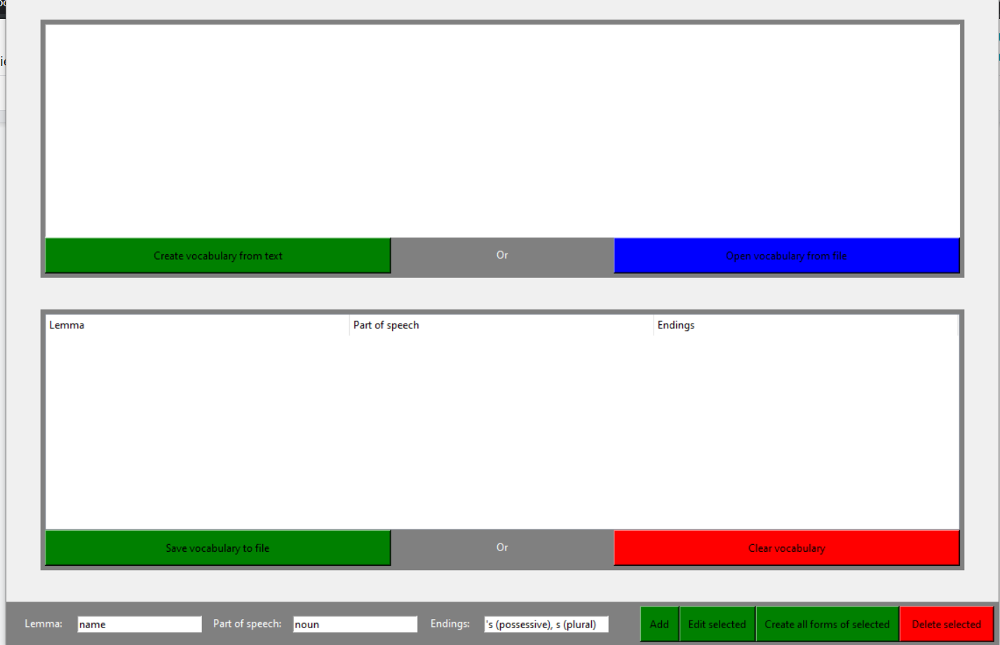 Create vocabulary from text
Or
Open vocabulary from file
Lemma
Part of speech
Endings
Save vocabulary to file
Or
Clear vocabulary
Lemma:
name
Part of speech:
noun
Endings:
's (possessive), s (plural)
Add
Edit selected
Create all forms of selected
Delete selected